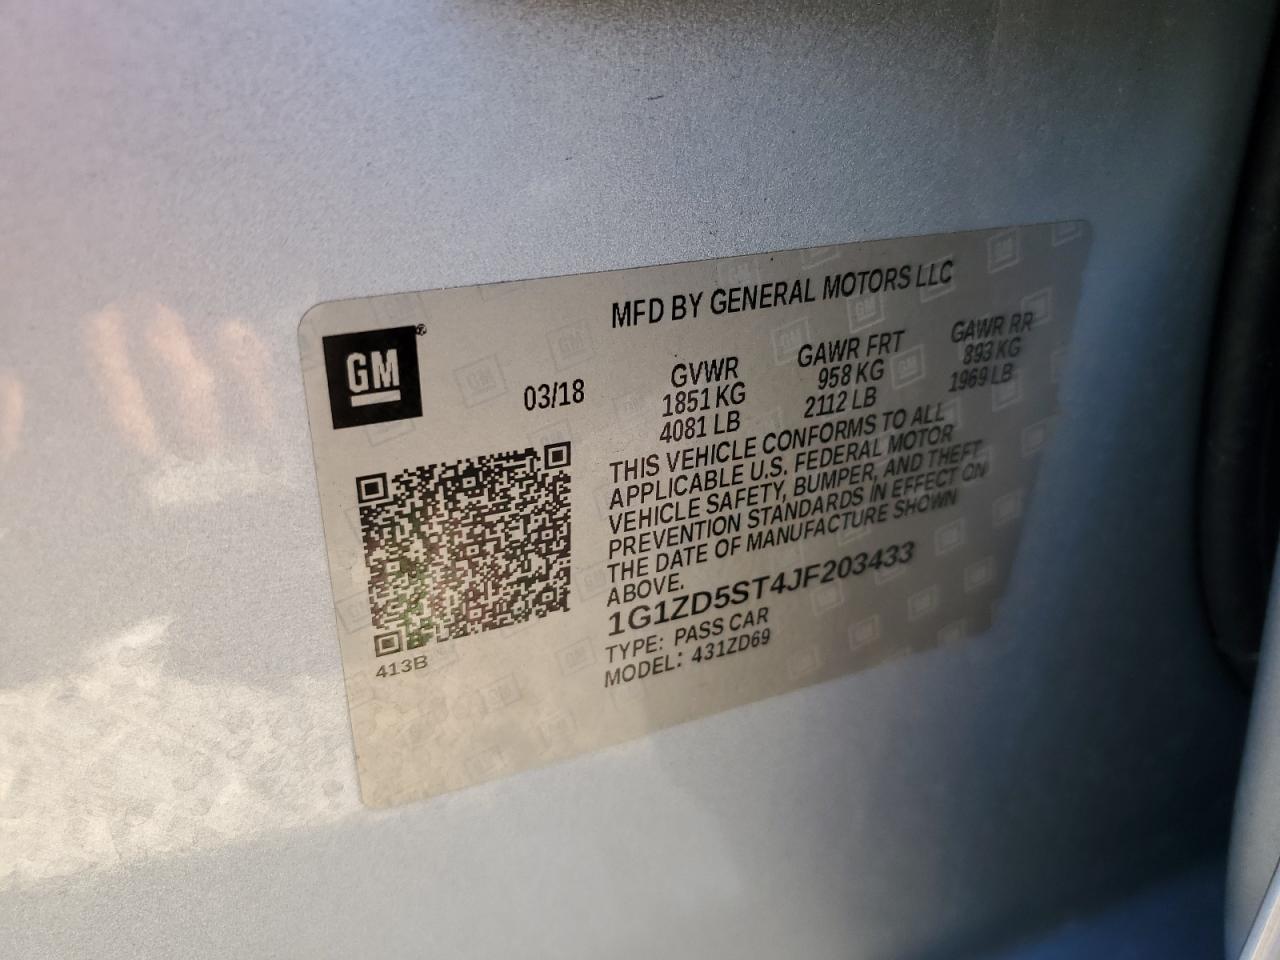 MFD BY GENERAL MOTORS LLC
GM®
03/18
GVWR GAWR FRT GAWR RR
1851 KG 958 KG 893 KG
4081 LB 2112 LB 1969 LB
THIS VEHICLE CONFORMS TO ALL
APPLICABLE U.S. FEDERAL MOTOR
VEHICLE SAFETY, BUMPER, AND THEFT
PREVENTION STANDARDS IN EFFECT ON
THE DATE OF MANUFACTURE SHOWN
ABOVE.
1G1ZD5ST4JF203433
TYPE: PASS CAR
MODEL: 431ZD69
413B